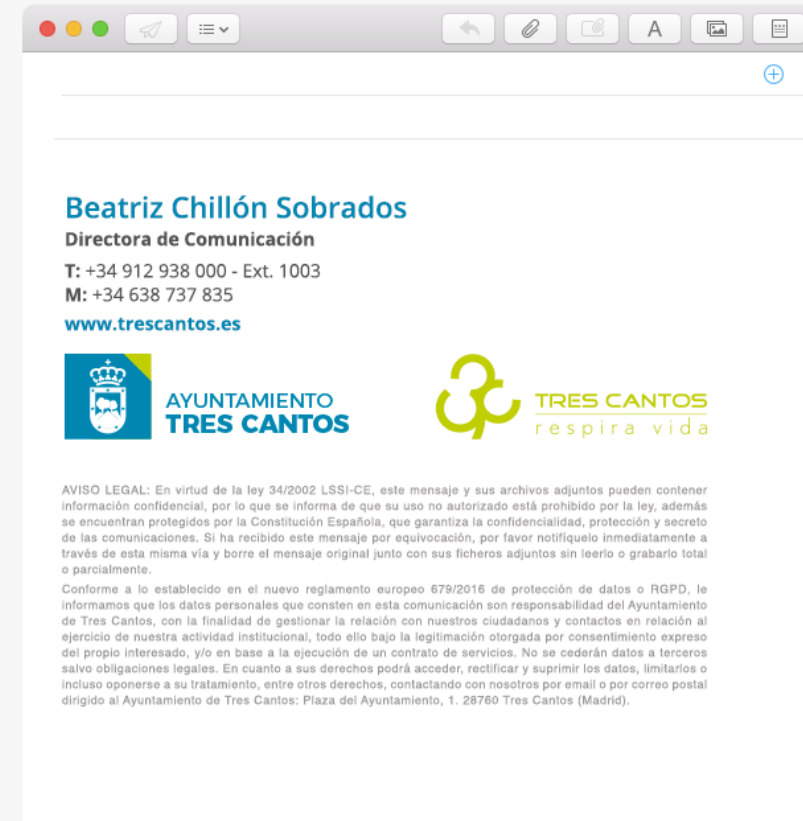 A
Beatriz Chillón Sobrados
Directora de Comunicación
T: +34 912 938 000 - Ext. 1003
M: +34 638 737 835
www.trescantos.es
AYUNTAMIENTO
TRES CANTOS
TRES CANTOS
respira vida
AVISO LEGAL: En virtud de la ley 34/2002 LSSI-CE, este mensaje y sus archivos adjuntos pueden contener
información confidencial, por lo que se informa de que su uso no autorizado está prohibido por la ley, además
se encuentran protegidos por la Constitución Española, que garantiza la confidencialidad, protección y secreto
de las comunicaciones. Si ha recibido este mensaje por equivocación, por favor notifíquelo inmediatamente a
través de esta misma vía y borre el mensaje original junto con sus ficheros adjuntos sin leerlo o grabarlo total
o parcialmente.
Conforme a lo establecido en el nuevo reglamento europeo 679/2016 de protección de datos o RGPD, le
informamos que los datos personales que consten en esta comunicación son responsabilidad del Ayuntamiento
de Tres Cantos, con la finalidad de gestionar la relación con nuestros ciudadanos y contactos en relación al
ejercicio de nuestra actividad institucional, todo ello bajo la legitimación otorgada por consentimiento expreso
del propio interesado, y/o en base a la ejecución de un contrato de servicios. No se cederán datos a terceros
salvo obligaciones legales. En cuanto a sus derechos podrá acceder, rectificar y suprimir los datos, limitarlos o
incluso oponerse a su tratamiento, entre otros derechos, contactando con nosotros por email o por correo postal
dirigido al Ayuntamiento de Tres Cantos: Plaza del Ayuntamiento, 1. 28760 Tres Cantos (Madrid).